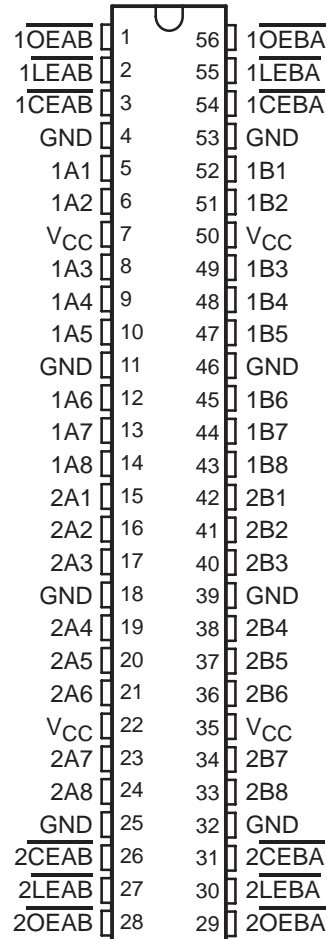 1OEAB 1 56 1OEBA
1LEAB 2 55 1LEBA
1CEAB 3 54 1CEBA
GND 4 53 GND
1A1 5 52 1B1
1A2 6 51 1B2
VCC 7 50 VCC
1A3 8 49 1B3
1A4 9 48 1B4
1A5 10 47 1B5
GND 11 46 GND
1A6 12 45 1B6
1A7 13 44 1B7
1A8 14 43 1B8
2A1 15 42 2B1
2A2 16 41 2B2
2A3 17 40 2B3
GND 18 39 GND
2A4 19 38 2B4
2A5 20 37 2B5
2A6 21 36 2B6
VCC 22 35 VCC
2A7 23 34 2B7
2A8 24 33 2B8
GND 25 32 GND
2CEAB 26 31 2CEBA
2LEAB 27 30 2LEBA
2OEAB 28 29 2OEBA